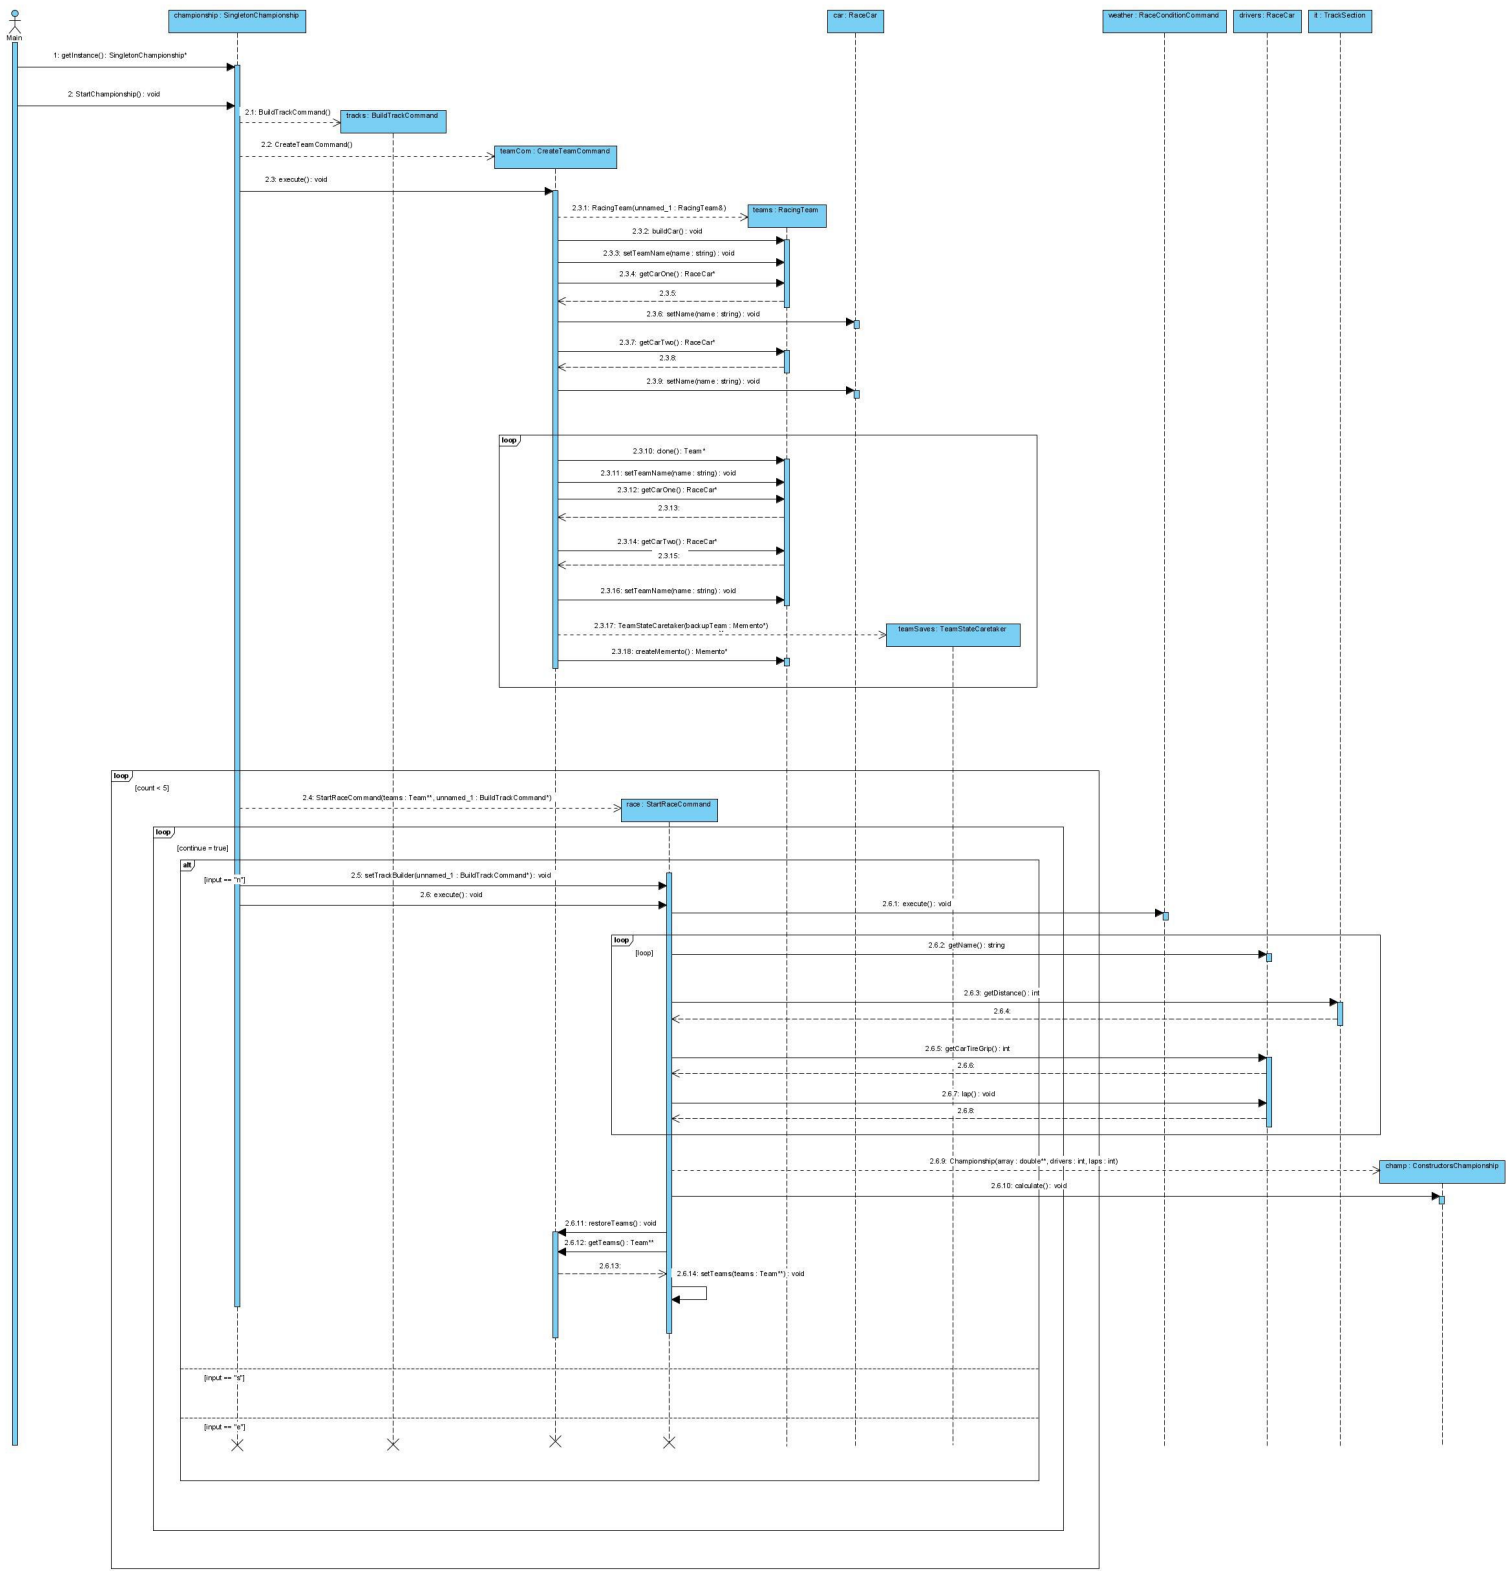 championship : SingletonChampionship
car : RaceCar
weather : RaceConditionCommand
drivers : RaceCar
it : TrackSection
Main
1: getInstance() : SingletonChampionship*
2: StartChampionship() : void
2.1: BuildTrackCommand()
tracks : BuildTrackCommand
2.2: CreateTeamCommand()
teamCom : CreateTeamCommand
2.3: execute() : void
2.3.1: RacingTeam(unnamed_1 : RacingTeam&)
teams : RacingTeam
2.3.2: buildCar() : void
2.3.3: setTeamName(name : string) : void
2.3.4: getCarOne() : RaceCar*
2.3.5:
2.3.6: setName(name : string) : void
2.3.7: getCarTwo() : RaceCar*
2.3.8:
2.3.9: setName(name : string) : void
loop
2.3.10: clone() : Team*
2.3.11: setTeamName(name : string) : void
2.3.12: getCarOne() : RaceCar*
2.3.13:
2.3.14: getCarTwo() : RaceCar*
2.3.15:
2.3.16: setTeamName(name : string) : void
2.3.17: TeamStateCaretaker(backupTeam : Memento*)
teamSaves : TeamStateCaretaker
2.3.18: createMemento() : Memento*
loop
[count < 5]
2.4: StartRaceCommand(teams : Team**, unnamed_1 : BuildTrackCommand*)
race : StartRaceCommand
loop
[continue = true]
alt
[input == "n"]
2.5: setTrackBuilder(unnamed_1 : BuildTrackCommand*) : void
2.6: execute() : void
2.6.1: execute() : void
loop
[loop]
2.6.2: getName() : string
2.6.3: getDistance() : int
2.6.4:
2.6.5: getCarTireGrip() : int
2.6.6:
2.6.7: lap() : void
2.6.8:
2.6.9: Championship(array : double**, drivers : int, laps : int)
champ : ConstructorsChampionship
2.6.10: calculate() : void
2.6.11: restoreTeams() : void
2.6.12: getTeams() : Team**
2.6.13:
2.6.14: setTeams(teams : Team**) : void
[input == "s"]
[input == "e"]